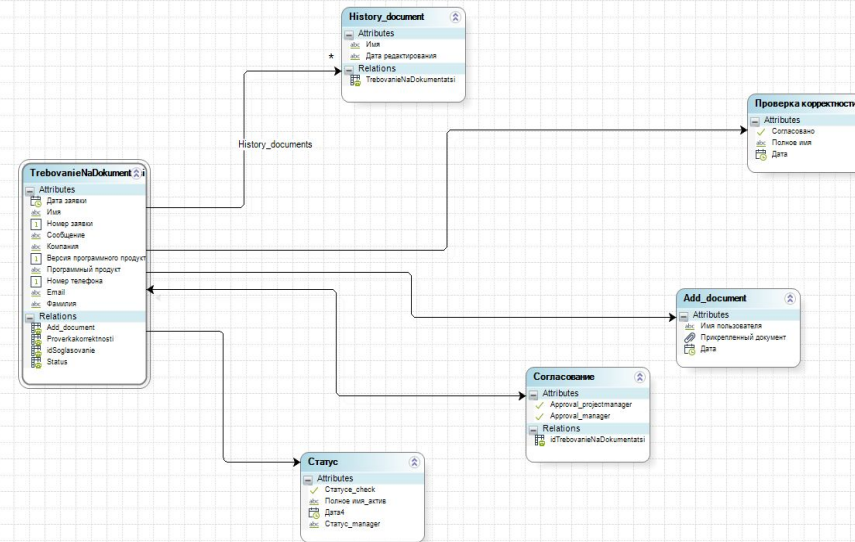 History_document
Attributes
Имя
Дата редактирования
Relations
TrebovanieNaDokumentatsi
*
History_documents
Проверка корректности
Attributes
Согласовано
Полное имя
Дата
TrebovanieNaDokument
Attributes
Дата заявки
Имя
Номер заявки
Сообщение
Компания
Версия программного продукт
Программный продукт
Номер телефона
Email
Фамилия
Relations
Add_document
Proverkakorrektnosti
idSoglasovanie
Status
Add_document
Attributes
Имя пользователя
Прикрепленный документ
Дата
Согласование
Attributes
Approval_projectmanager
Approval_manager
Relations
idTrebovanieNaDokumentatsi
Статус
Attributes
Статусе_check
Полное имя_актив
Дата4
Статус_manager